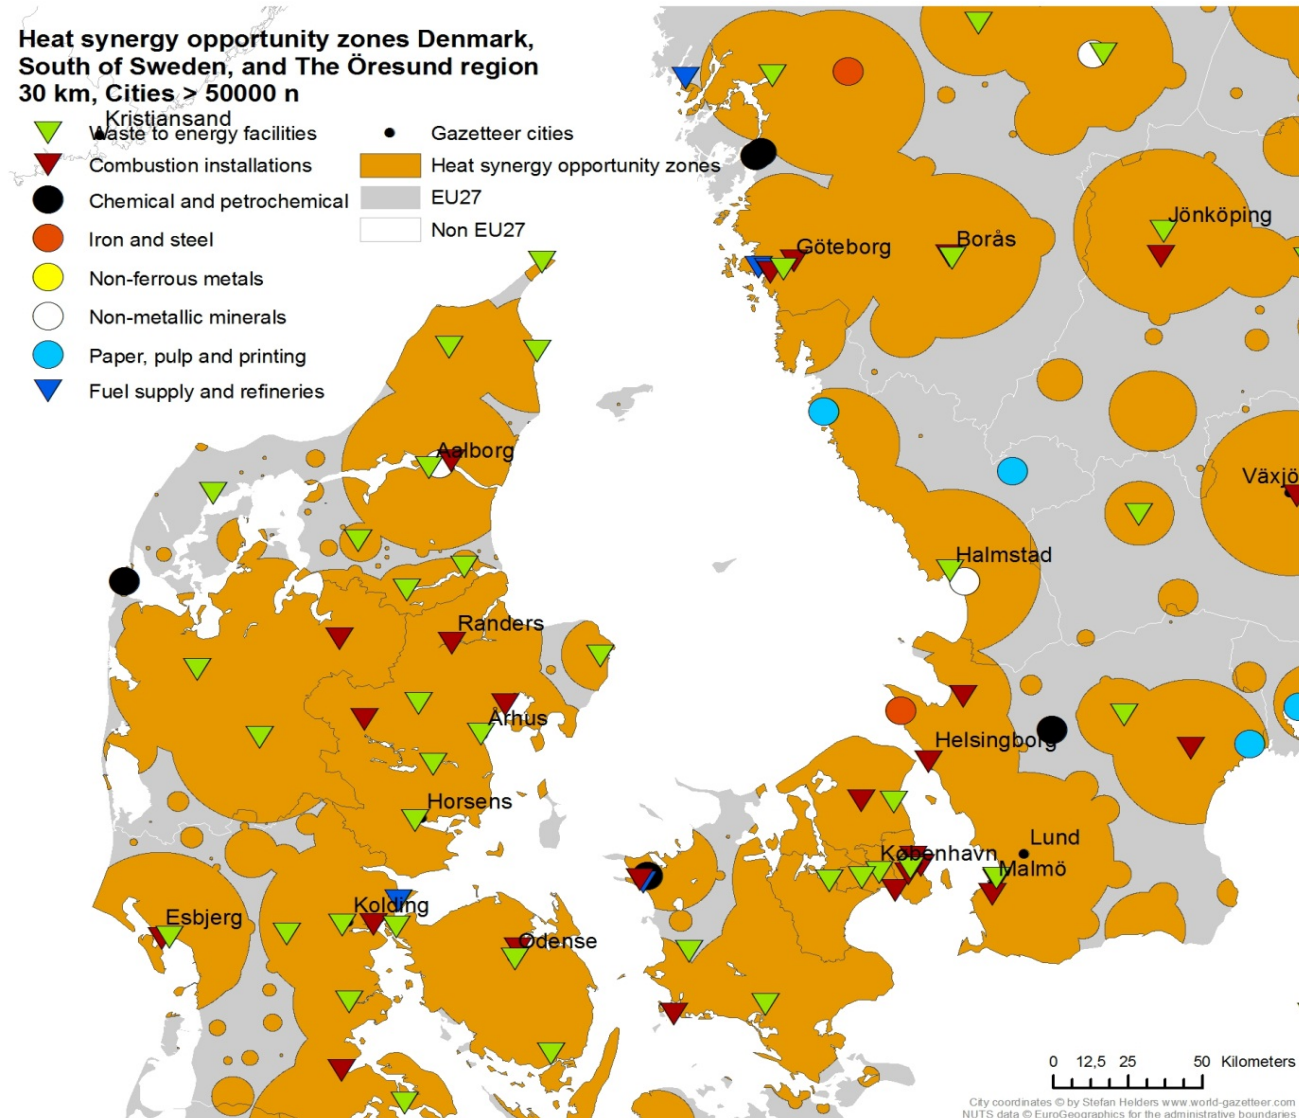 Heat synergy opportunity zones Denmark,
South of Sweden, and The Öresund region
30 km, Cities > 50000 n
Kristiansand
Waste to energy facilities
Gazetteer cities
Combustion installations
Heat synergy opportunity zones
Chemical and petrochemical
EU27
Iron and steel
Non EU27
Non-ferrous metals
Non-metallic minerals
Paper, pulp and printing
Fuel supply and refineries
Jönköping
Göteborg
Borås
Aalborg
Växjö
Halmstad
Randers
Århus
Helsingborg
Horsens
Lund
København
Malmö
Kolding
Esbjerg
Odense
0 12,5 25 50 Kilometers
City coordinates © by Stefan Helders www.world-gazetteer.com
NUTS data © EuroGeographics for the administrative boundaries